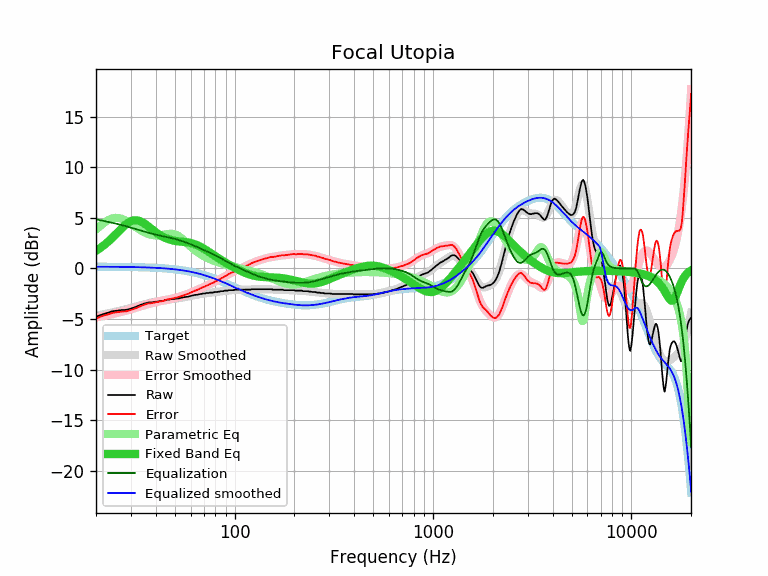 Focal Utopia
Amplitude (dBr)
15
10
5
0
−5
−10
−15
−20
Target
Raw Smoothed
Error Smoothed
Raw
Error
Parametric Eq
Fixed Band Eq
Equalization
Equalized smoothed
100 1000 10000
Frequency (Hz)